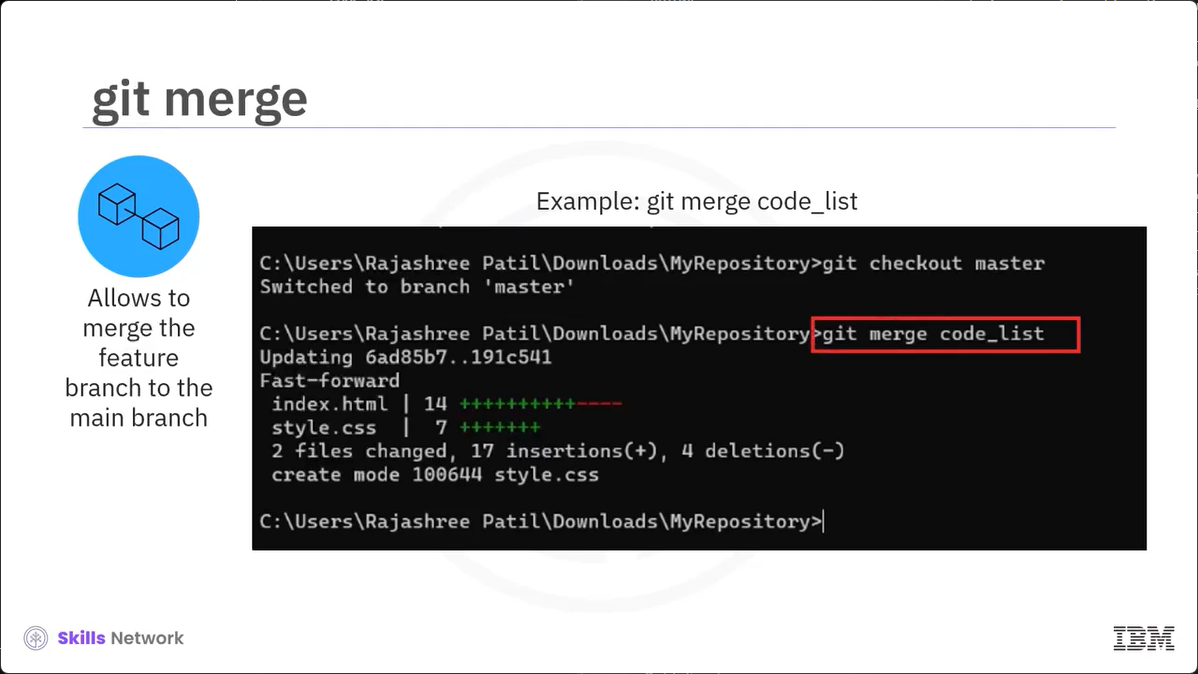 git merge
Allows to
merge the
feature
branch to the
main branch
Example: git merge code_list
C:\Users\Rajashree Patil\Downloads\MyRepository>git checkout master
Switched to branch 'master'
C:\Users\Rajashree Patil\Downloads\MyRepository>git merge code_list
Updating 6ad85b7..191c541
Fast-forward
index.html | 14 ++++++++++----
style.css | 7 +++++++
2 files changed, 17 insertions(+), 4 deletions(-)
create mode 100644 style.css
C:\Users\Rajashree Patil\Downloads\MyRepository>
Skills Network
IBM